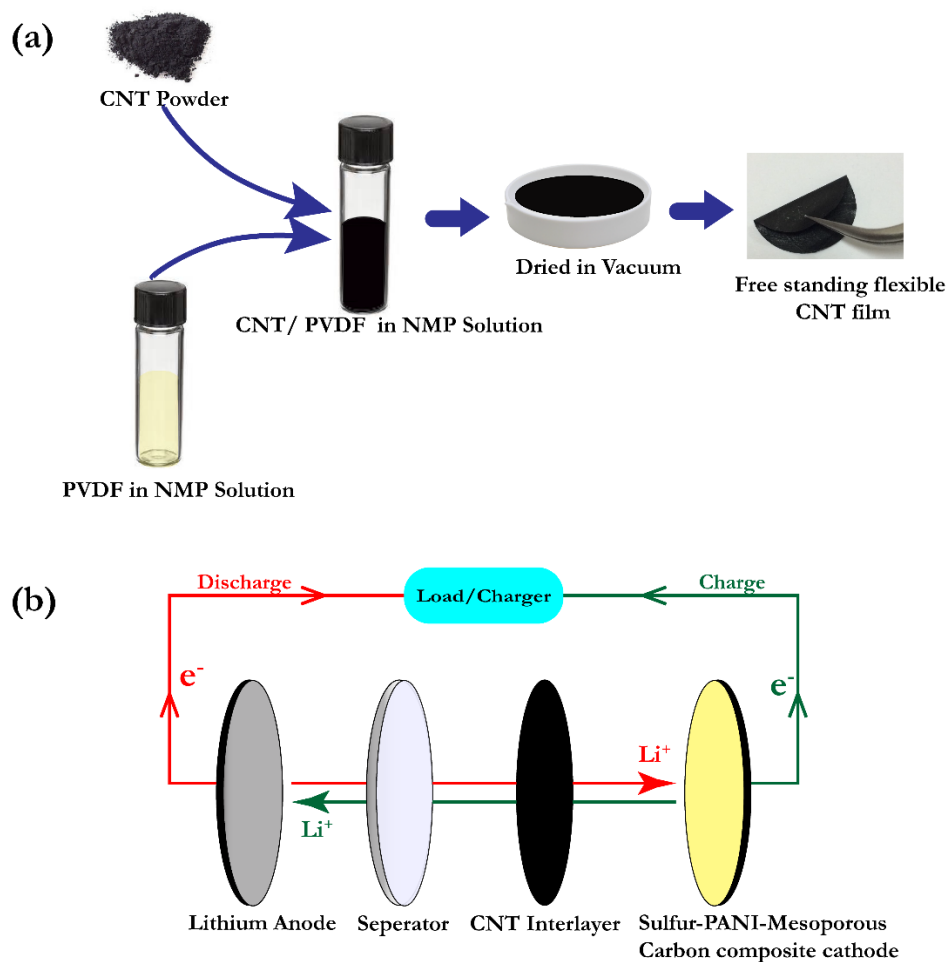 (a)
CNT Powder
CNT/ PVDF in NMP Solution
PVDF in NMP Solution
Dried in Vacuum
Free standing flexible
CNT film
(b)
Discharge
Load/Charger
Charge
e-
e-
Li+
Li+
Lithium Anode
Seperator
CNT Interlayer
Sulfur-PANI-Mesoporous
Carbon composite cathode